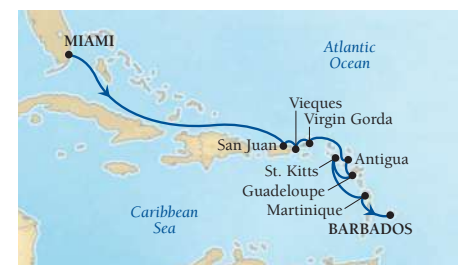 MIAMI
Atlantic
Ocean
Vieques
Virgin Gorda
San Juan
Antigua
St. Kitts
Guadeloupe
Martinique
Caribbean
Sea
BARBADOS